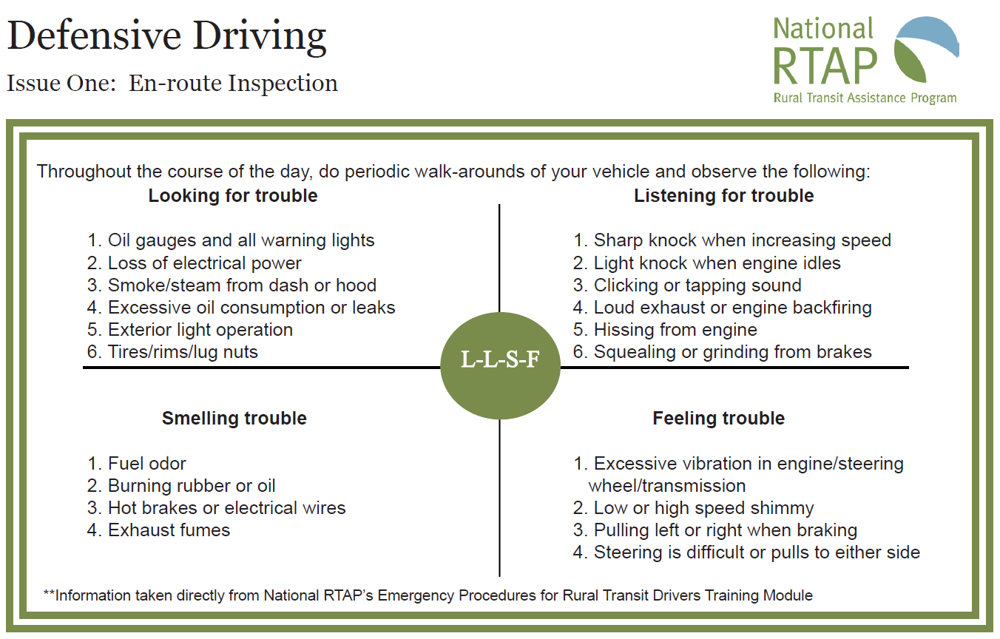 Defensive Driving
Issue One:  En-route Inspection
National
RTAP
Rural Transit Assistance Program
Throughout the course of the day, do periodic walk-arounds of your vehicle and observe the following:
Looking for trouble
1. Oil gauges and all warning lights
2. Loss of electrical power
3. Smoke/steam from dash or hood
4. Excessive oil consumption or leaks
5. Exterior light operation
6. Tires/rims/lug nuts
Listening for trouble
1. Sharp knock when increasing speed
2. Light knock when engine idles
3. Clicking or tapping sound
4. Loud exhaust or engine backfiring
5. Hissing from engine
6. Squealing or grinding from brakes
L-L-S-F
Smelling trouble
1. Fuel odor
2. Burning rubber or oil
3. Hot brakes or electrical wires
4. Exhaust fumes
Feeling trouble
1. Excessive vibration in engine/steering
wheel/transmission
2. Low or high speed shimmy
3. Pulling left or right when braking
4. Steering is difficult or pulls to either side
**Information taken directly from National RTAP's Emergency Procedures for Rural Transit Drivers Training Module